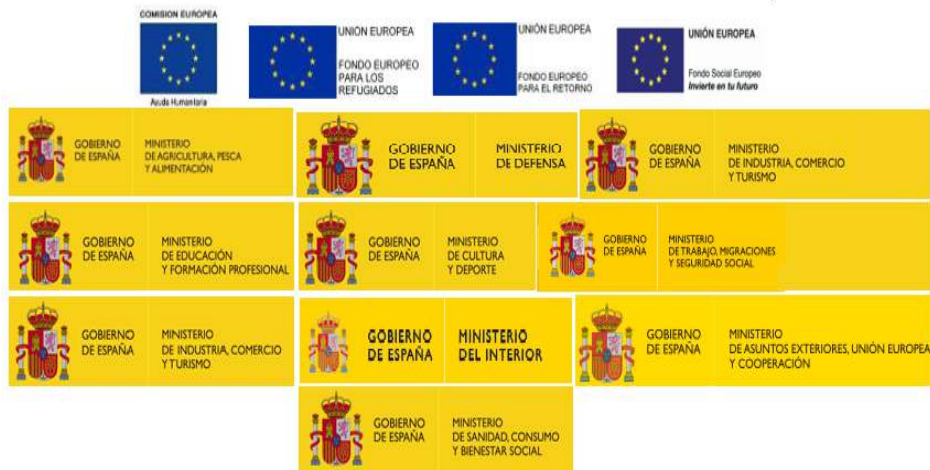 COMISION EUROPEA
Ayuda Humanitaria
UNIÓN EUROPEA
FONDO EUROPEO
PARA LOS
REFUGIADOS
UNIÓN EUROPEA
FONDO EUROPEO
PARA EL RETORNO
UNIÓN EUROPEA
Fondo Social Europeo
Invierte en tu futuro
GOBIERNO
DE ESPAÑA
MINISTERIO
DE AGRICULTURA, PESCA
Y ALIMENTACIÓN
GOBIERNO
DE ESPAÑA
MINISTERIO
DE DEFENSA
GOBIERNO
DE ESPAÑA
MINISTERIO
DE INDUSTRIA, COMERCIO
Y TURISMO
GOBIERNO
DE ESPAÑA
MINISTERIO
DE EDUCACIÓN
Y FORMACIÓN PROFESIONAL
GOBIERNO
DE ESPAÑA
MINISTERIO
DE CULTURA
Y DEPORTE
GOBIERNO
DE ESPAÑA
MINISTERIO
DE TRABAJO, MIGRACIONES
Y SEGURIDAD SOCIAL
GOBIERNO
DE ESPAÑA
MINISTERIO
DE INDUSTRIA, COMERCIO
Y TURISMO
GOBIERNO
DE ESPAÑA
MINISTERIO
DEL INTERIOR
GOBIERNO
DE ESPAÑA
MINISTERIO
DE ASUNTOS EXTERIORES, UNIÓN EUROPEA
Y COOPERACIÓN
GOBIERNO
DE ESPAÑA
MINISTERIO
DE SANIDAD, CONSUMO
Y BIENESTAR SOCIAL